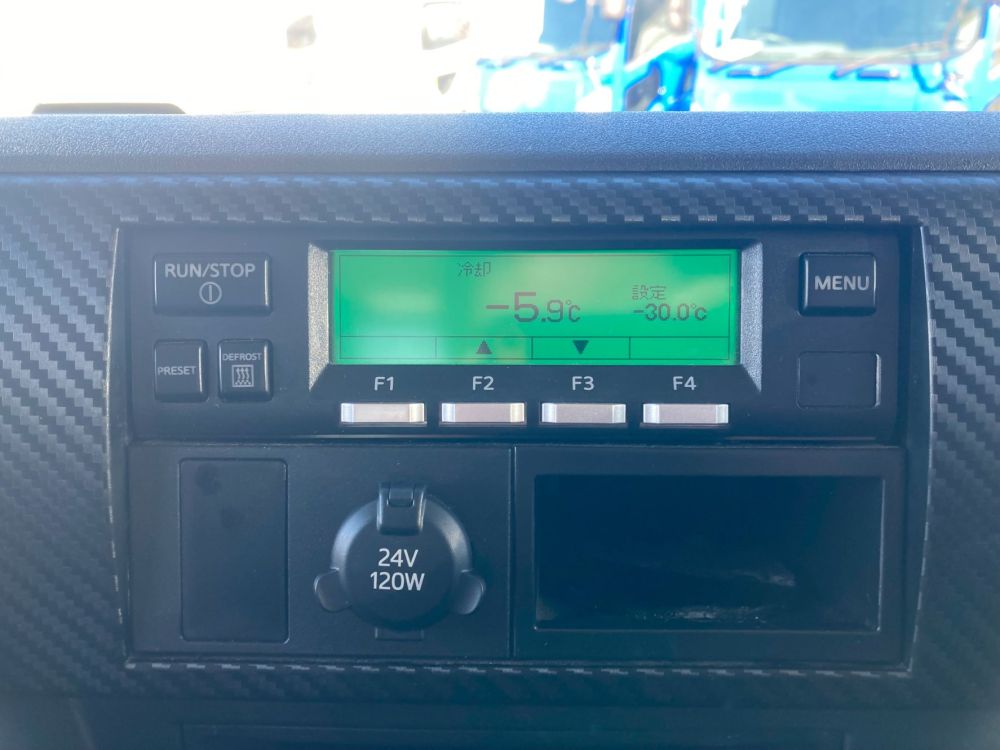 RUN/STOP
PRESET
DEFROST
冷却
-5.9℃
設定
-30.0℃
▲
▼
F1 F2 F3 F4
MENU
24V
120W